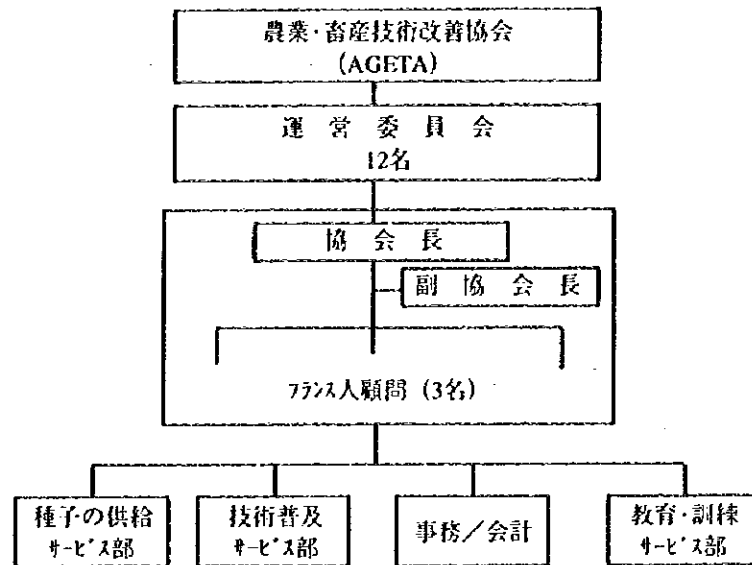 農業・畜産技術改善協会
(AGETA)
運営委員会
12名
協会長
副協会長
フランス人顧問 (3名)
種子の供給
サービス部
技術普及
サービス部
事務/会計
教育・訓練
サービス部